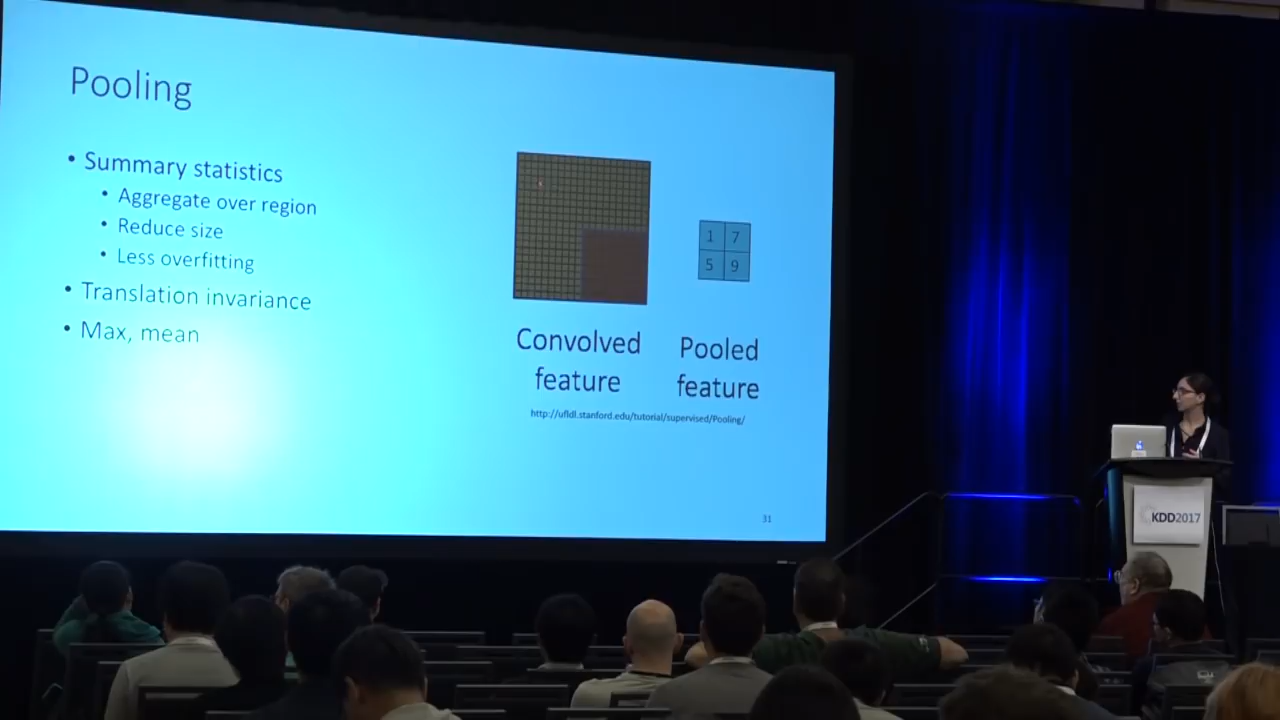 Pooling
• Summary statistics
• Aggregate over region
• Reduce size
• Less overfitting
• Translation invariance
• Max, mean
1 7
5 9
Convolved
feature
Pooled
feature
http://ufldl.stanford.edu/tutorial/supervised/Pooling/
31
KDD2017